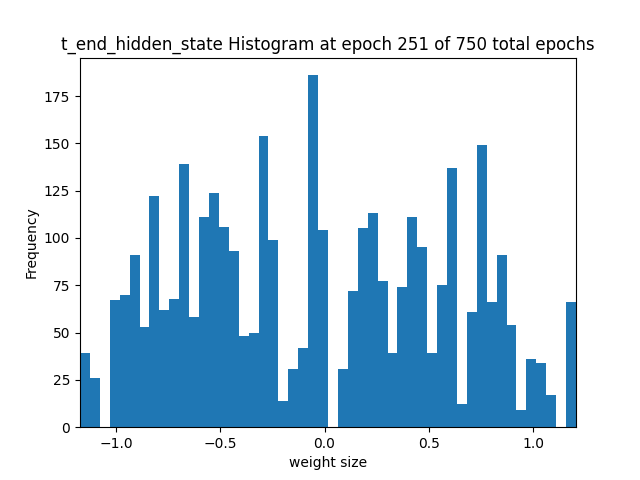 t_end_hidden_state Histogram at epoch 251 of 750 total epochs
175
150
125
100
75
50
25
0
Frequency
−1.0 −0.5 0.0 0.5 1.0
weight size